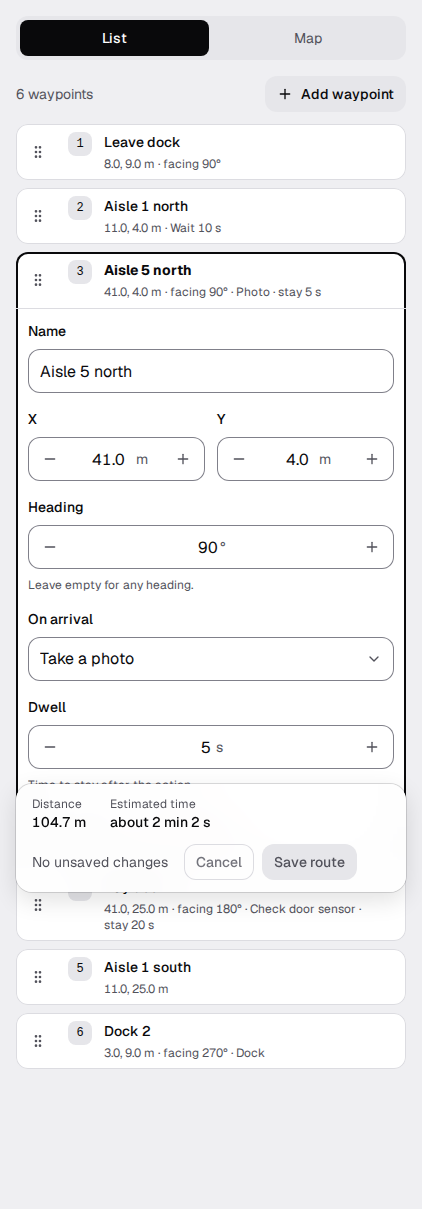 List
Map
6 waypoints
Add waypoint
1
Leave dock
8.0, 9.0 m · facing 90°
2
Aisle 1 north
11.0, 4.0 m · Wait 10 s
3
Aisle 5 north
41.0, 4.0 m · facing 90° · Photo · stay 5 s
Name
Aisle 5 north
X
Y
− 41.0 m +
− 4.0 m +
Heading
− 90° +
Leave empty for any heading.
On arrival
Take a photo
Dwell
− 5 s +
Distance
Estimated time
104.7 m
about 2 min 2 s
No unsaved changes
Cancel
Save route
41.0, 25.0 m · facing 180° · Check door sensor ·
stay 20 s
5
Aisle 1 south
11.0, 25.0 m
6
Dock 2
3.0, 9.0 m · facing 270° · Dock